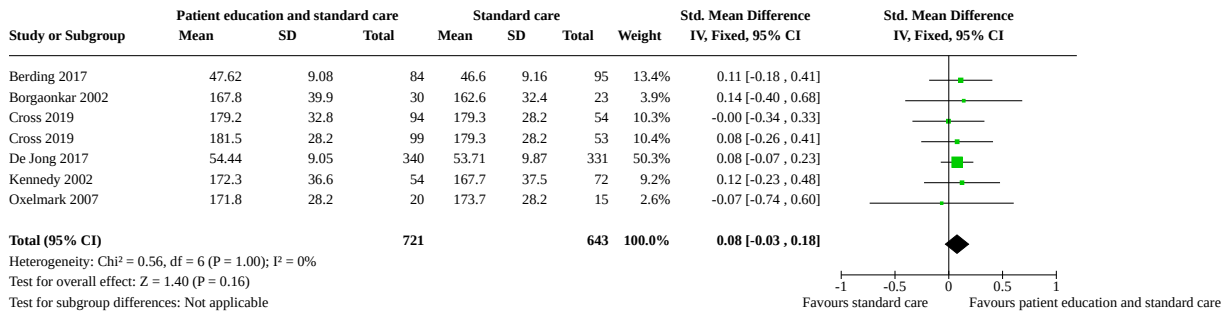 Patient education and standard care Standard care Std. Mean Difference Std. Mean Difference
Study or Subgroup Mean SD Total Mean SD Total Weight IV, Fixed, 95% CI IV, Fixed, 95% CI
Berding 2017 47.62 9.08 84 46.6 9.16 95 13.4% 0.11 [-0.18 , 0.41]
Borgaonkar 2002 167.8 39.9 30 162.6 32.4 23 3.9% 0.14 [-0.40 , 0.68]
Cross 2019 179.2 32.8 94 179.3 28.2 54 10.3% -0.00 [-0.34 , 0.33]
Cross 2019 181.5 28.2 99 179.3 28.2 53 10.4% 0.08 [-0.26 , 0.41]
De Jong 2017 54.44 9.05 340 53.71 9.87 331 50.3% 0.08 [-0.07 , 0.23]
Kennedy 2002 172.3 36.6 54 167.7 37.5 72 9.2% 0.12 [-0.23 , 0.48]
Oxelmark 2007 171.8 28.2 20 173.7 28.2 15 2.6% -0.07 [-0.74 , 0.60]
Total (95% CI) 721 643 100.0% 0.08 [-0.03 , 0.18]
Heterogeneity: Chi² = 0.56, df = 6 (P = 1.00); I² = 0%
Test for overall effect: Z = 1.40 (P = 0.16)
-1 -0.5 0 0.5 1
Test for subgroup differences: Not applicable Favours standard care Favours patient education and standard care